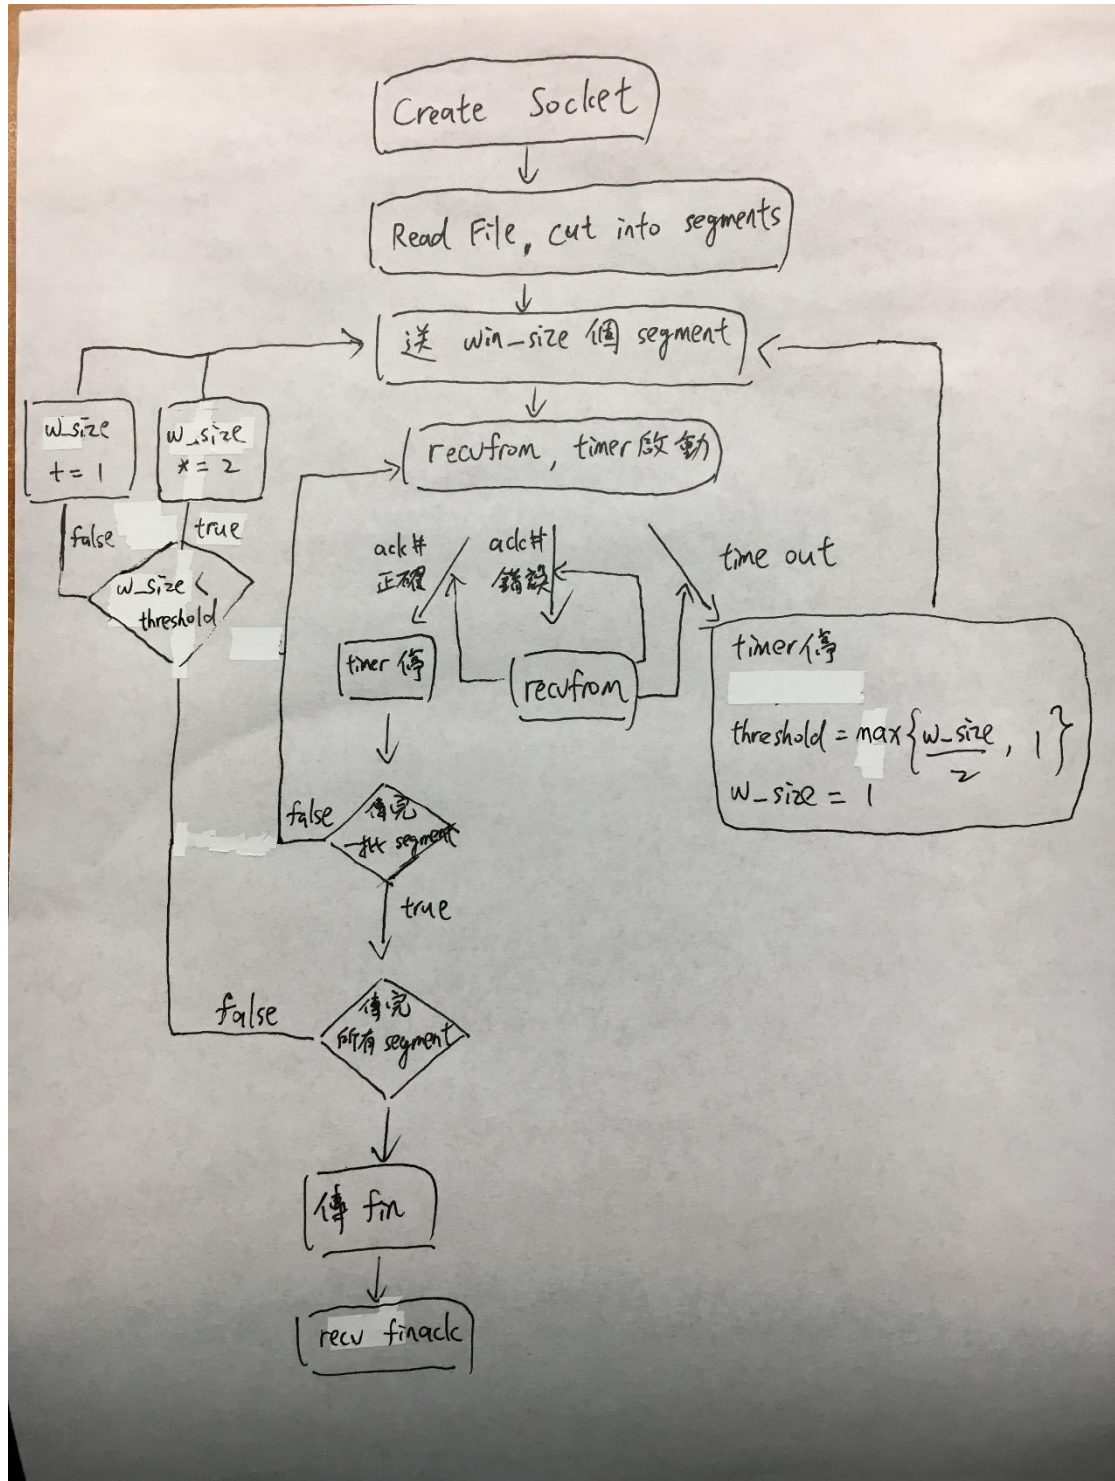 Create Socket
Read File, cut into segments
送 win_size 個 segment
recvfrom, timer 啟動
w_size
+= 1
w_size
*= 2
false
true
w_size <
threshold
ack#
正確
ack#
錯誤
time out
timer 停
recvfrom
timer 停
threshold = max{w_size/2, 1}
w_size = 1
false
傳完
一批 segment
true
false
傳完
所有 segment
傳 fin
recv finack